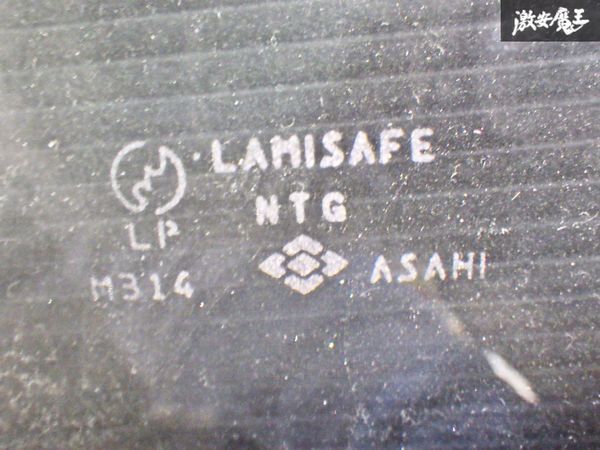 激安魔王
LAMISAFE
NTG
LP
ASAHI
M314